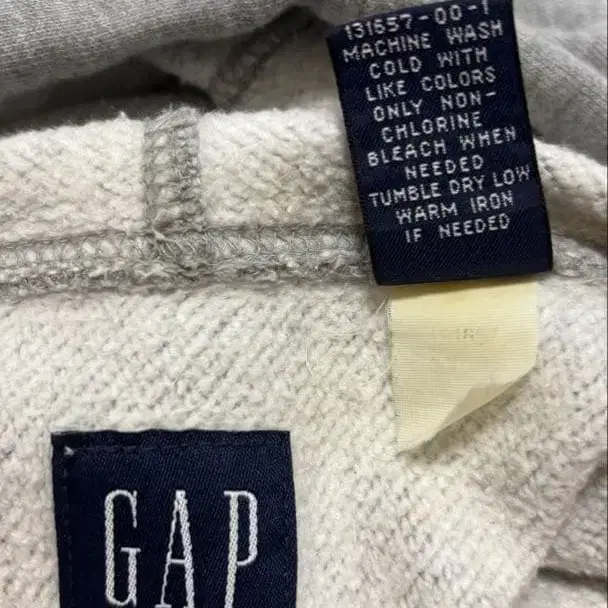 131657-00-1
MACHINE WASH
COLD WITH
LIKE COLORS
ONLY NON-
CHLORINE
BLEACH WHEN
NEEDED
TUMBLE DRY LOW
WARM IRON
IF NEEDED
GAP